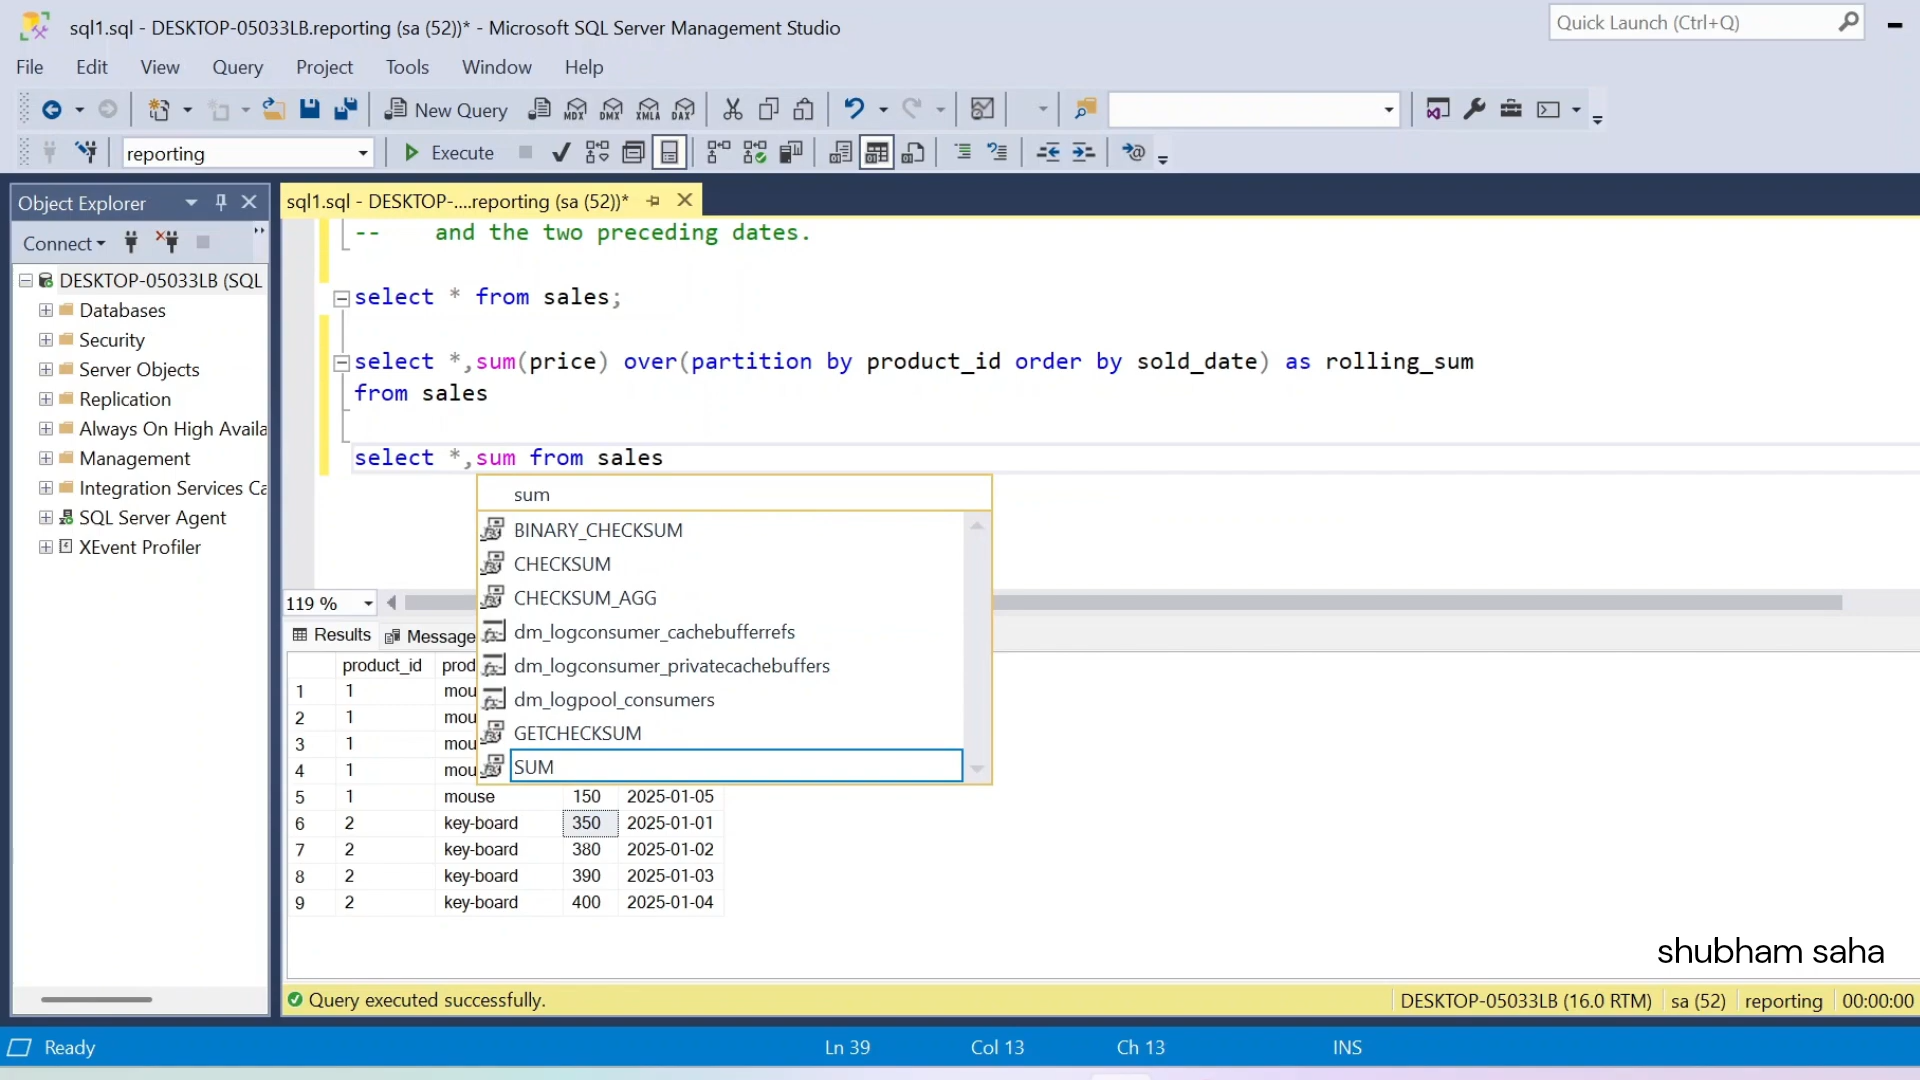 sql1.sql - DESKTOP-05033LB.reporting (sa (52))* - Microsoft SQL Server Management Studio
Quick Launch (Ctrl+Q)
File Edit View Query Project Tools Window Help
New Query MDX DMX XMLA DAX
reporting Execute
Object Explorer
sql1.sql - DESKTOP-....reporting (sa (52))*
Connect
DESKTOP-05033LB (SQL
Databases
Security
Server Objects
Replication
Always On High Availa
Management
Integration Services Ca
SQL Server Agent
XEvent Profiler
-- and the two preceding dates.
select * from sales;
select *,sum(price) over(partition by product_id order by sold_date) as rolling_sum
from sales
select *,sum from sales
sum
BINARY_CHECKSUM
CHECKSUM
CHECKSUM_AGG
dm_logconsumer_cachebufferrefs
dm_logconsumer_privatecachebuffers
dm_logpool_consumers
GETCHECKSUM
SUM
119 %
Results Message
product_id prod
1 1 mou
2 1 mou
3 1 mou
4 1 mou
5 1 mouse 150 2025-01-05
6 2 key-board 350 2025-01-01
7 2 key-board 380 2025-01-02
8 2 key-board 390 2025-01-03
9 2 key-board 400 2025-01-04
shubham saha
Query executed successfully.
DESKTOP-05033LB (16.0 RTM) sa (52) reporting 00:00:00
Ready Ln 39 Col 13 Ch 13 INS